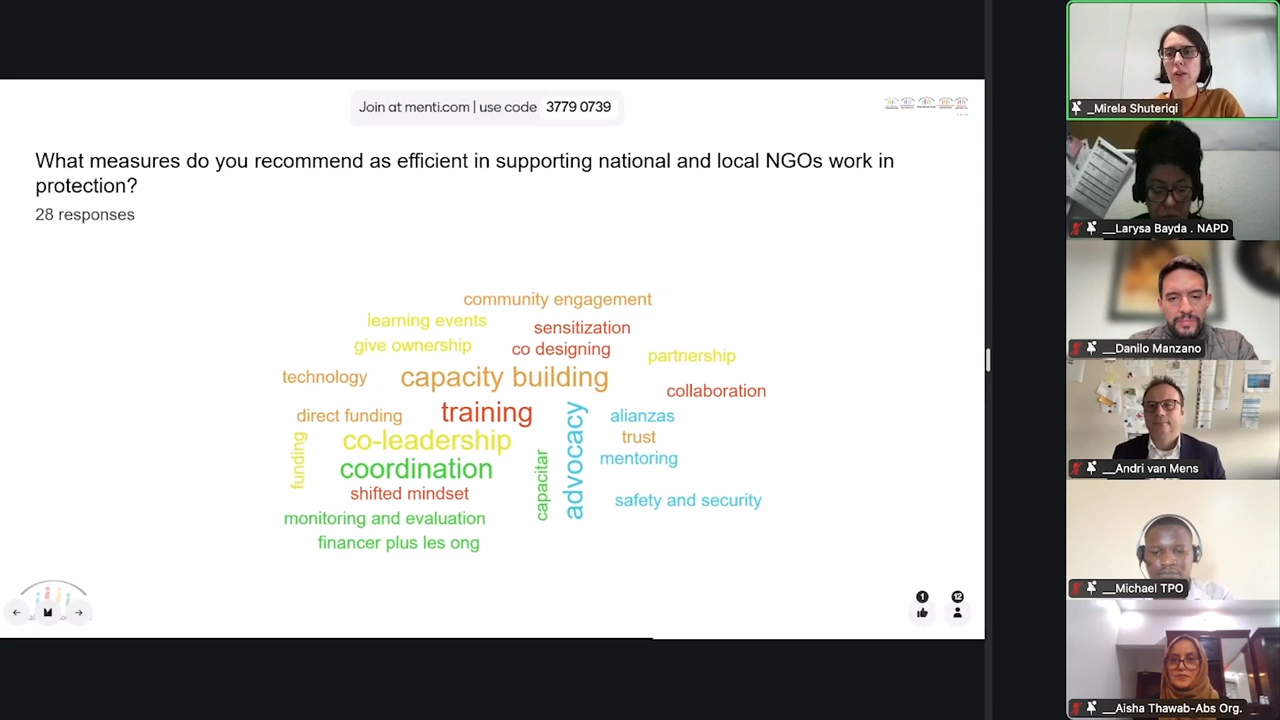 Join at menti.com | use code 3779 0739
What measures do you recommend as efficient in supporting national and local NGOs work in
protection?
28 responses
community engagement
learning events
sensitization
give ownership
co designing
partnership
technology
capacity building
collaboration
direct funding
training
alianzas
funding
co-leadership
advocacy
trust
coordination
capacitar
mentoring
shifted mindset
safety and security
monitoring and evaluation
financer plus les ong
1
12
_Mirela Shuteriqi
__Larysa Bayda . NAPD
__Danilo Manzano
__Andri van Mens
__Michael TPO
__Aisha Thawab-Abs Org.